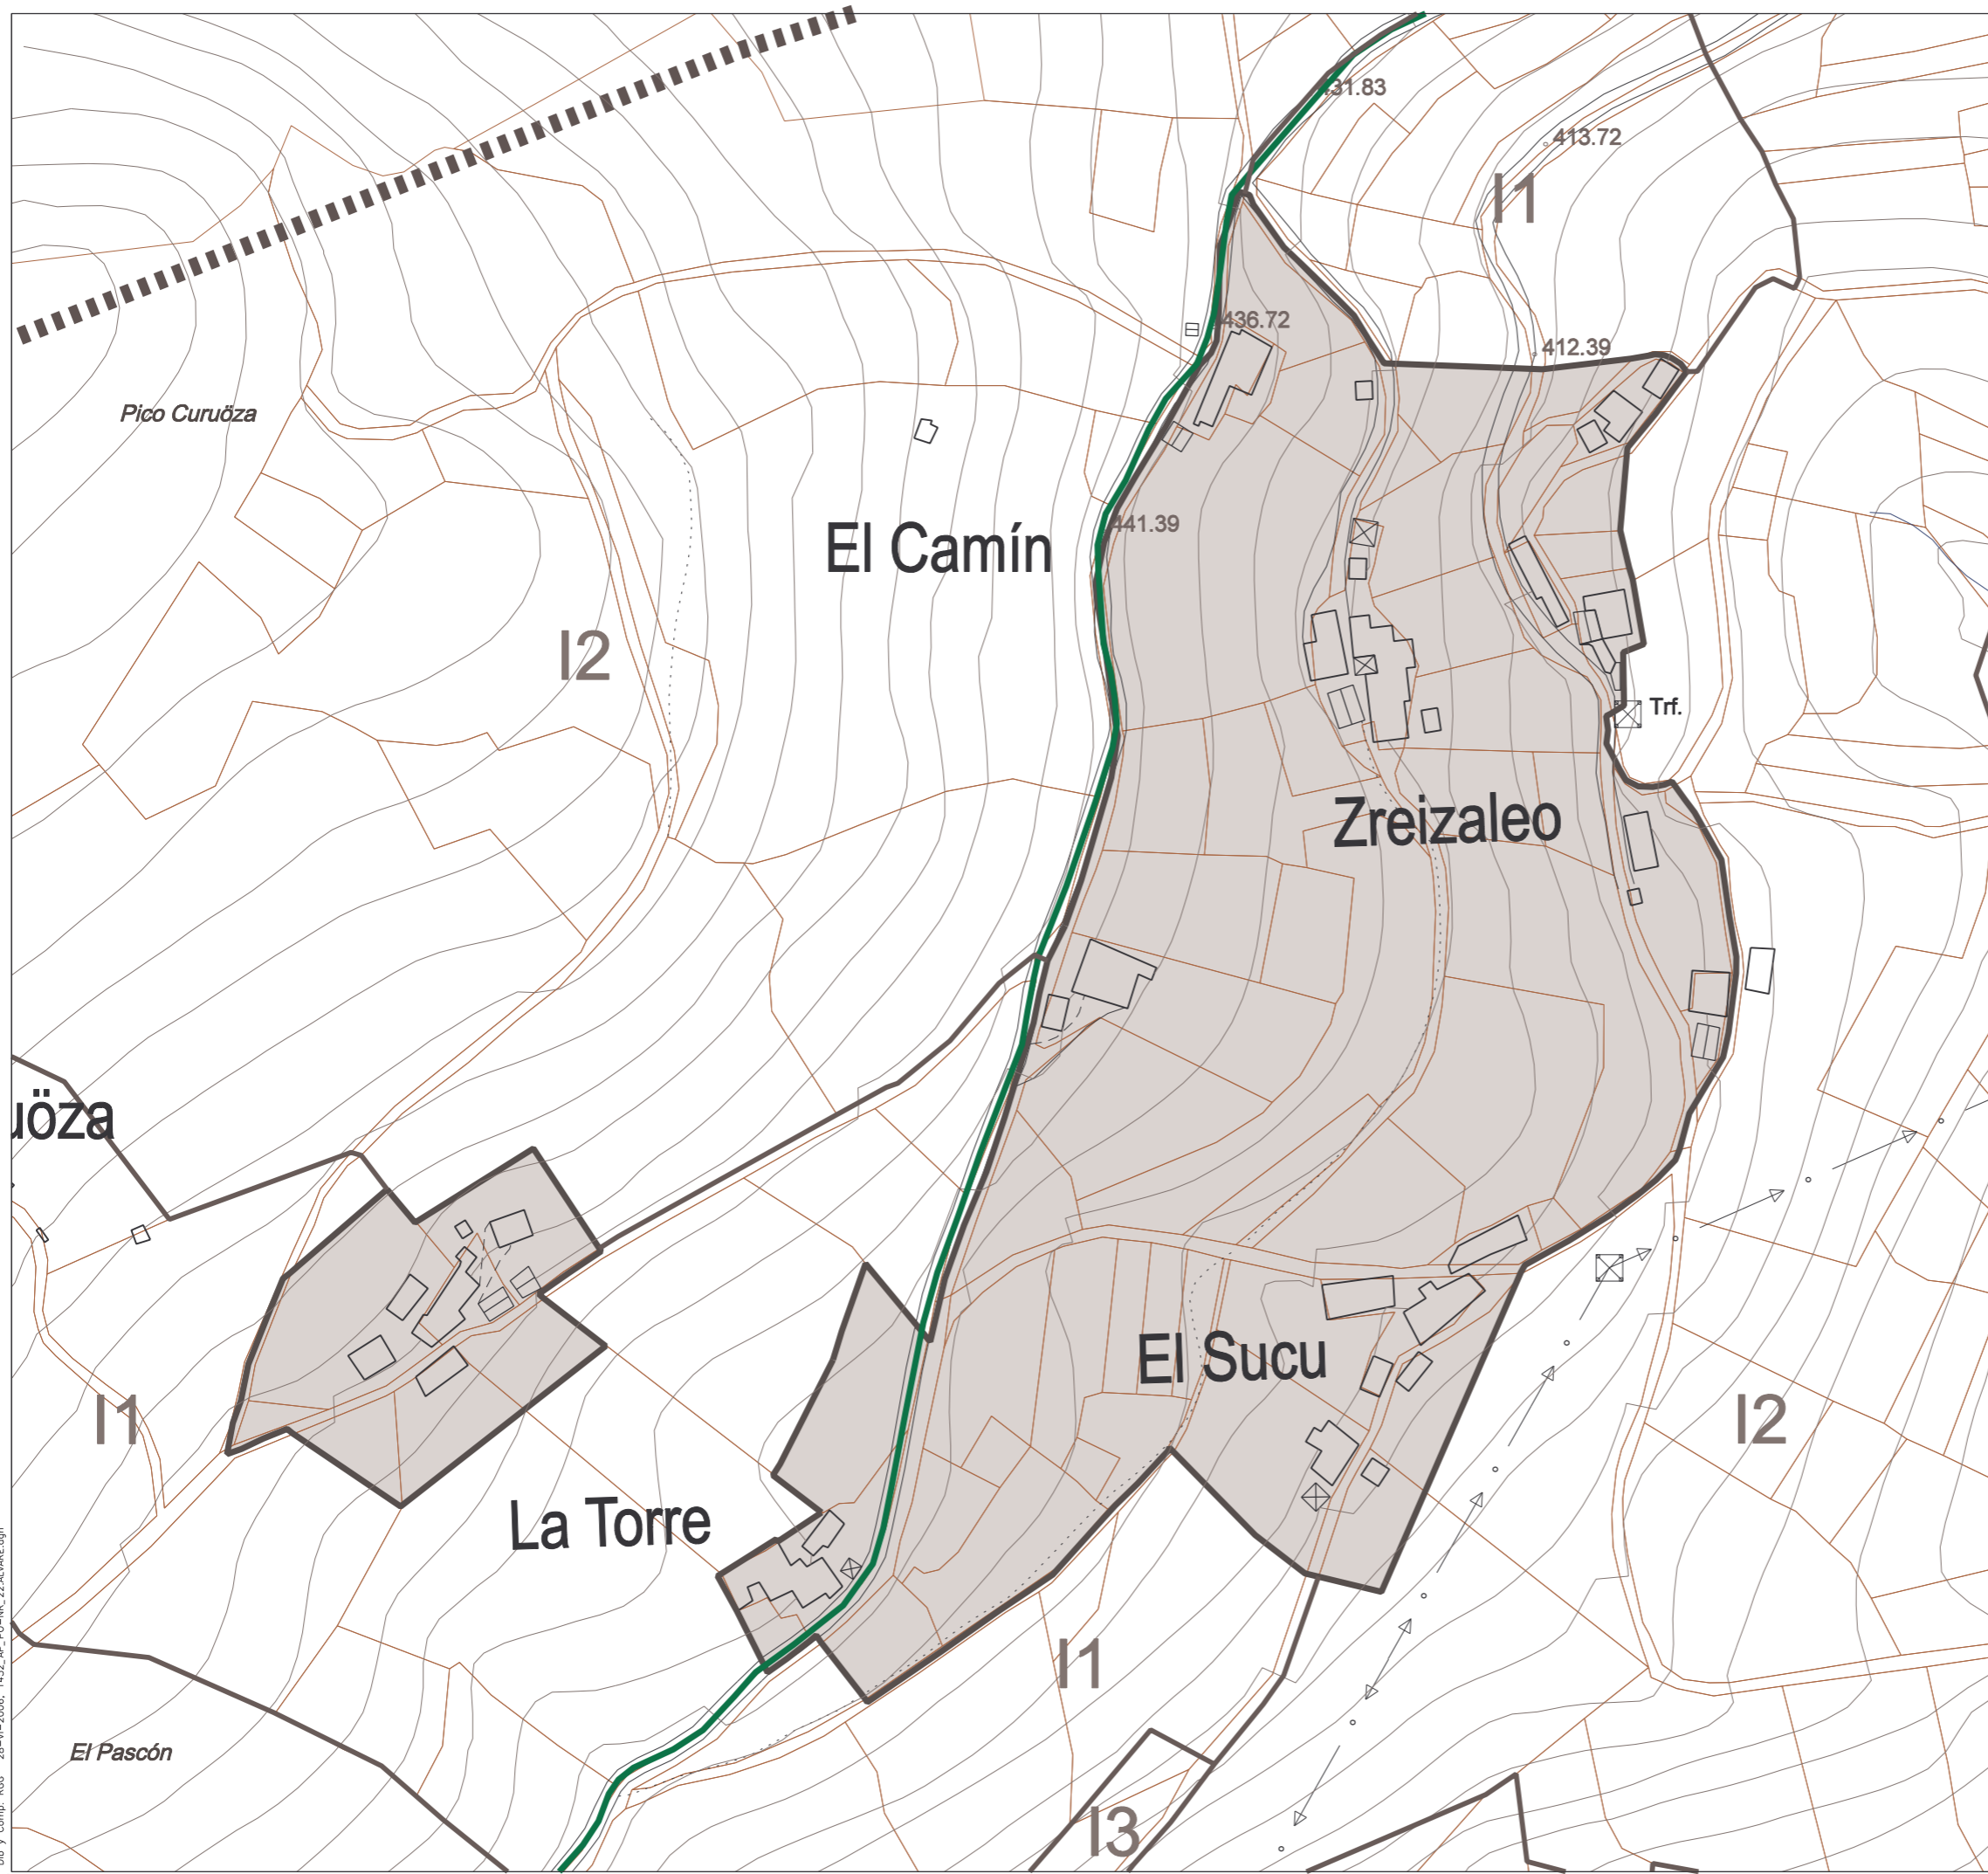 431.83
413.72
I1
436.72
412.39
Pico Curuöza
441.39
El Camín
I2
Trf.
Zreizaleo
uöza
El Sucu
I1
I2
La Torre
I1
El Pascón
I3